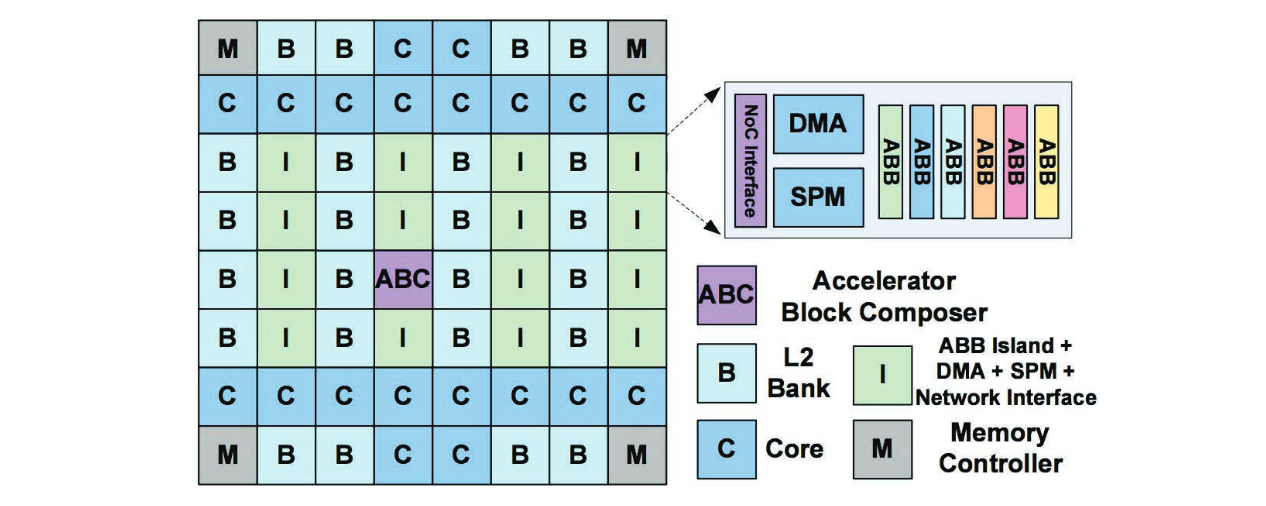 M B B C C B B M
C C C C C C C C
B I B I B I B I
B I B I B I B I
B I B ABC B I B I
B I B I B I B I
C C C C C C C C
M B B C C B B M
NoC Interface
DMA
SPM
ABB ABB ABB ABB ABB ABB
ABC
Accelerator
Block Composer
B
L2
Bank
I
ABB Island +
DMA + SPM +
Network Interface
C
Core
M
Memory
Controller